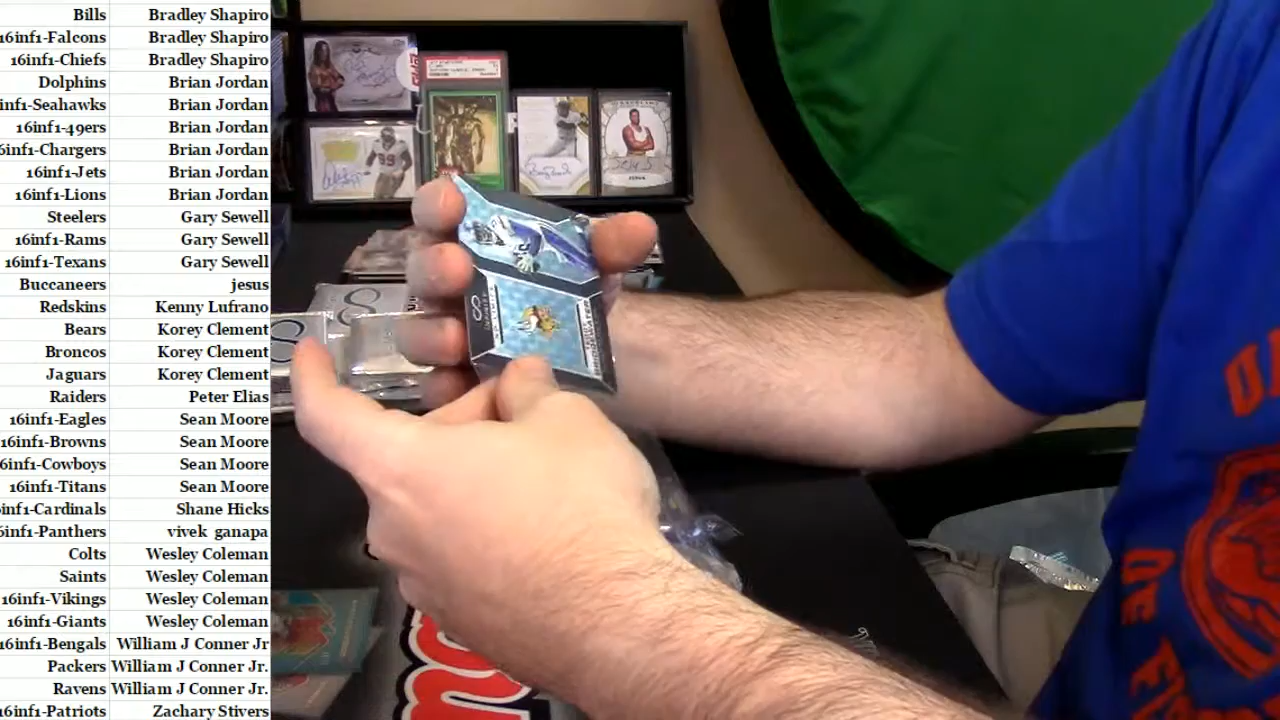 Bills Bradley Shapiro
16inf1-Falcons Bradley Shapiro
16inf1-Chiefs Bradley Shapiro
Dolphins Brian Jordan
inf1-Seahawks Brian Jordan
16inf1-49ers Brian Jordan
inf1-Chargers Brian Jordan
16inf1-Jets Brian Jordan
16inf1-Lions Brian Jordan
Steelers Gary Sewell
16inf1-Rams Gary Sewell
16inf1-Texans Gary Sewell
Buccaneers jesus
Redskins Kenny Lufrano
Bears Korey Clement
Broncos Korey Clement
Jaguars Korey Clement
Raiders Peter Elias
16inf1-Eagles Sean Moore
16inf1-Browns Sean Moore
6inf1-Cowboys Sean Moore
16inf1-Titans Sean Moore
inf1-Cardinals Shane Hicks
6inf1-Panthers vivek ganapa
Colts Wesley Coleman
Saints Wesley Coleman
16inf1-Vikings Wesley Coleman
16inf1-Giants Wesley Coleman
16inf1-Bengals William J Conner Jr
Packers William J Conner Jr.
Ravens William J Conner Jr.
16inf1-Patriots Zachary Stivers